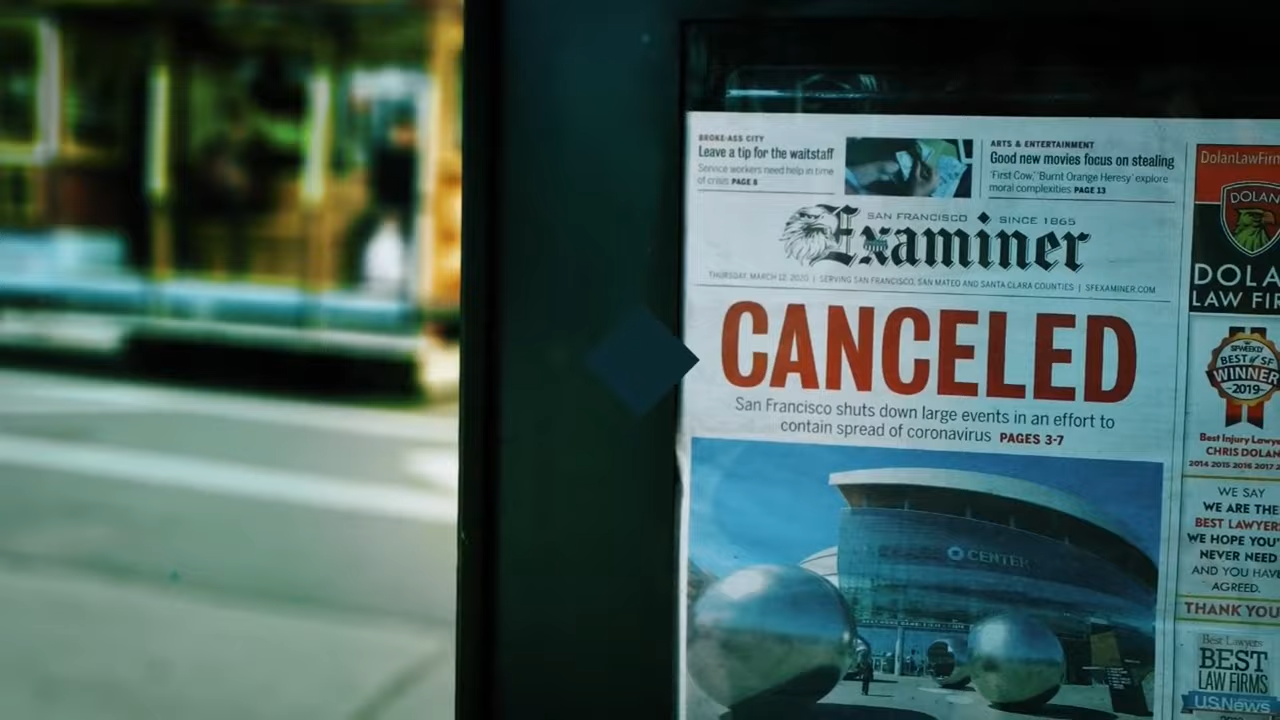 BROKE-ASS CITY
Leave a tip for the waitstaff
Service workers need help in time
of crisis PAGE 8
ARTS & ENTERTAINMENT
Good new movies focus on stealing
'First Cow,' 'Burnt Orange Heresy' explore
moral complexities PAGE 13
SAN FRANCISCO SINCE 1865
Examiner
THURSDAY, MARCH 12, 2020 | SERVING SAN FRANCISCO, SAN MATEO AND SANTA CLARA COUNTIES | SFEXAMINER.COM
CANCELED
San Francisco shuts down large events in an effort to
contain spread of coronavirus PAGES 3-7
CENTER
DolanLawFirm
DOLAN
DOLA
LAW FIR
SFWEEKLY
BEST OF SF
WINNER
2019
Best Injury Lawye
CHRIS DOLAN
2014 2015 2016 2017 2
WE SAY
WE ARE THE
BEST LAWYER
WE HOPE YOU'
NEVER NEED
AND YOU HAVE
AGREED.
THANK YOU
Best Lawyers
BEST
LAW FIRMS
U.S.News